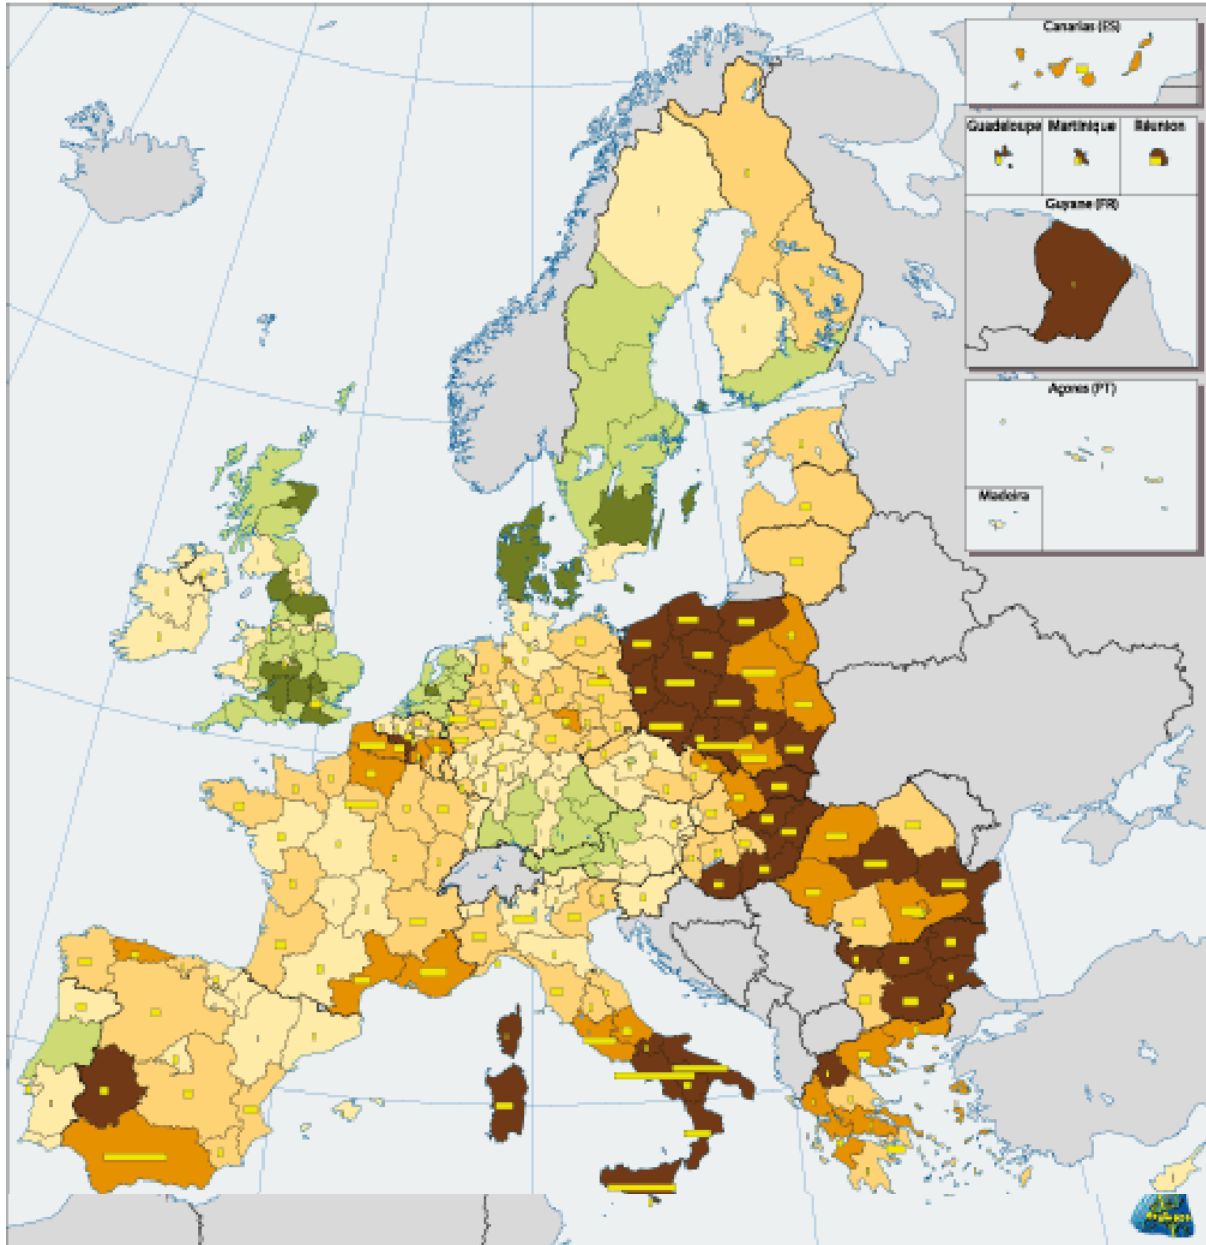 Canarias (ES)
Guadeloupe
Martinique
Réunion
Guyane (FR)
Açores (PT)
Madeira